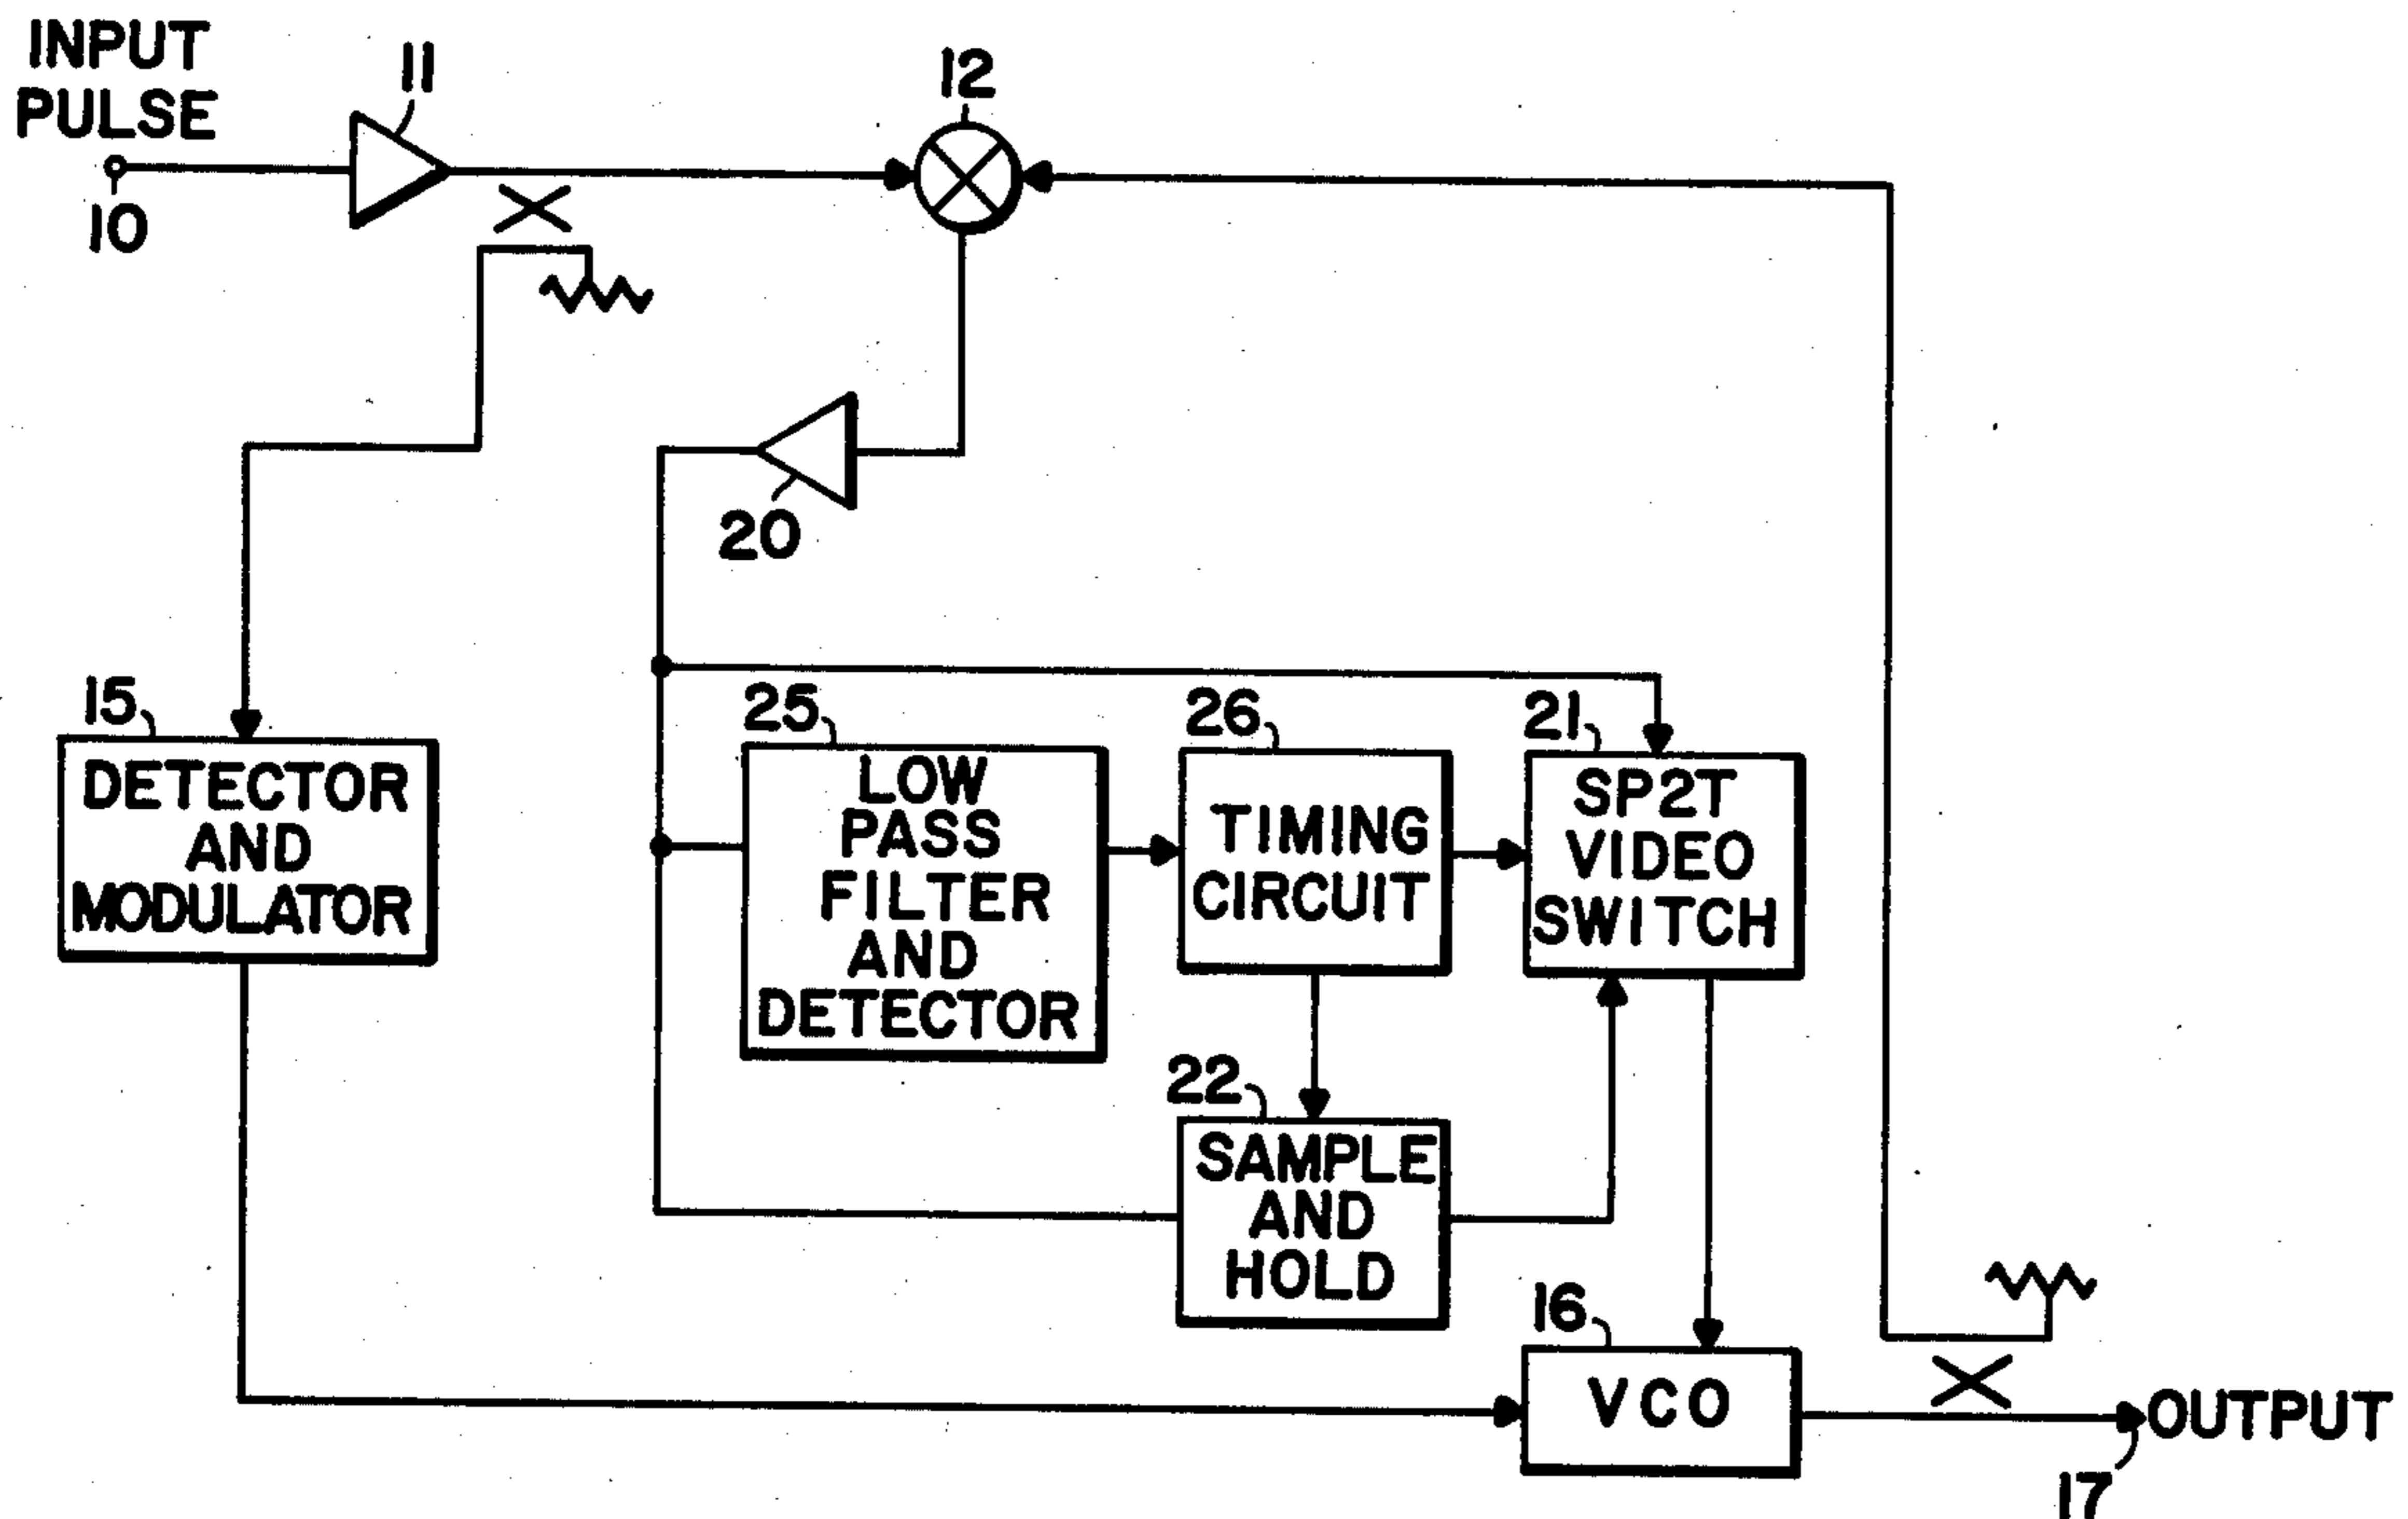 INPUT
PULSE
10
11
12
20
15
DETECTOR
AND
MODULATOR
25
LOW
PASS
FILTER
AND
DETECTOR
26
TIMING
CIRCUIT
21
SP2T
VIDEO
SWITCH
22
SAMPLE
AND
HOLD
16
VCO
OUTPUT
17